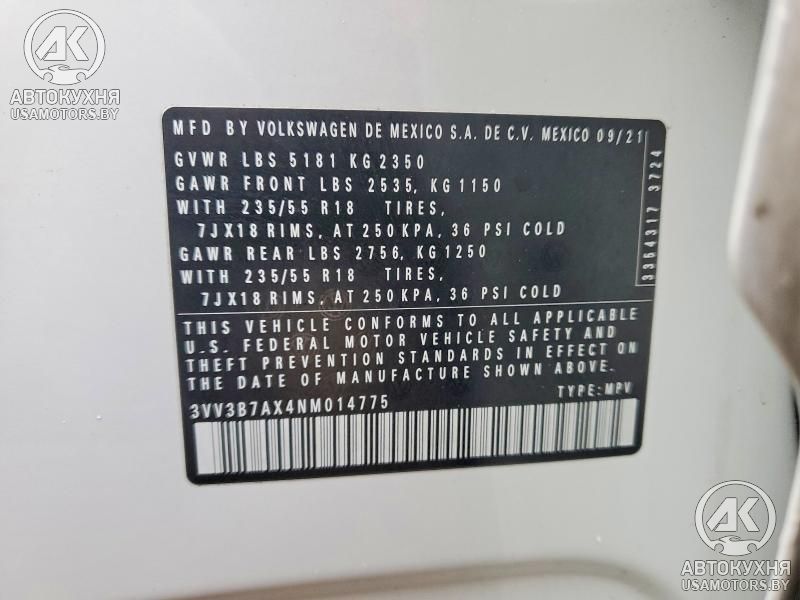 АК
АВТОКУХНЯ
USAMOTORS.BY
MFD BY VOLKSWAGEN DE MEXICO S.A. DE C.V. MEXICO 09/21
GVWR LBS 5181 KG 2350
GAWR FRONT LBS 2535, KG 1150
WITH 235/55 R18 TIRES,
7JX18 RIMS, AT 250 KPA, 36 PSI COLD
GAWR REAR LBS 2756, KG 1250
WITH 235/55 R18 TIRES,
7JX18 RIMS, AT 250 KPA, 36 PSI COLD
3354317 3724
THIS VEHICLE CONFORMS TO ALL APPLICABLE
U.S. FEDERAL MOTOR VEHICLE SAFETY AND
THEFT PREVENTION STANDARDS IN EFFECT ON
THE DATE OF MANUFACTURE SHOWN ABOVE.
3VV3B7AX4NM014775 TYPE: MPV
АК
АВТОКУХНЯ
USAMOTORS.BY